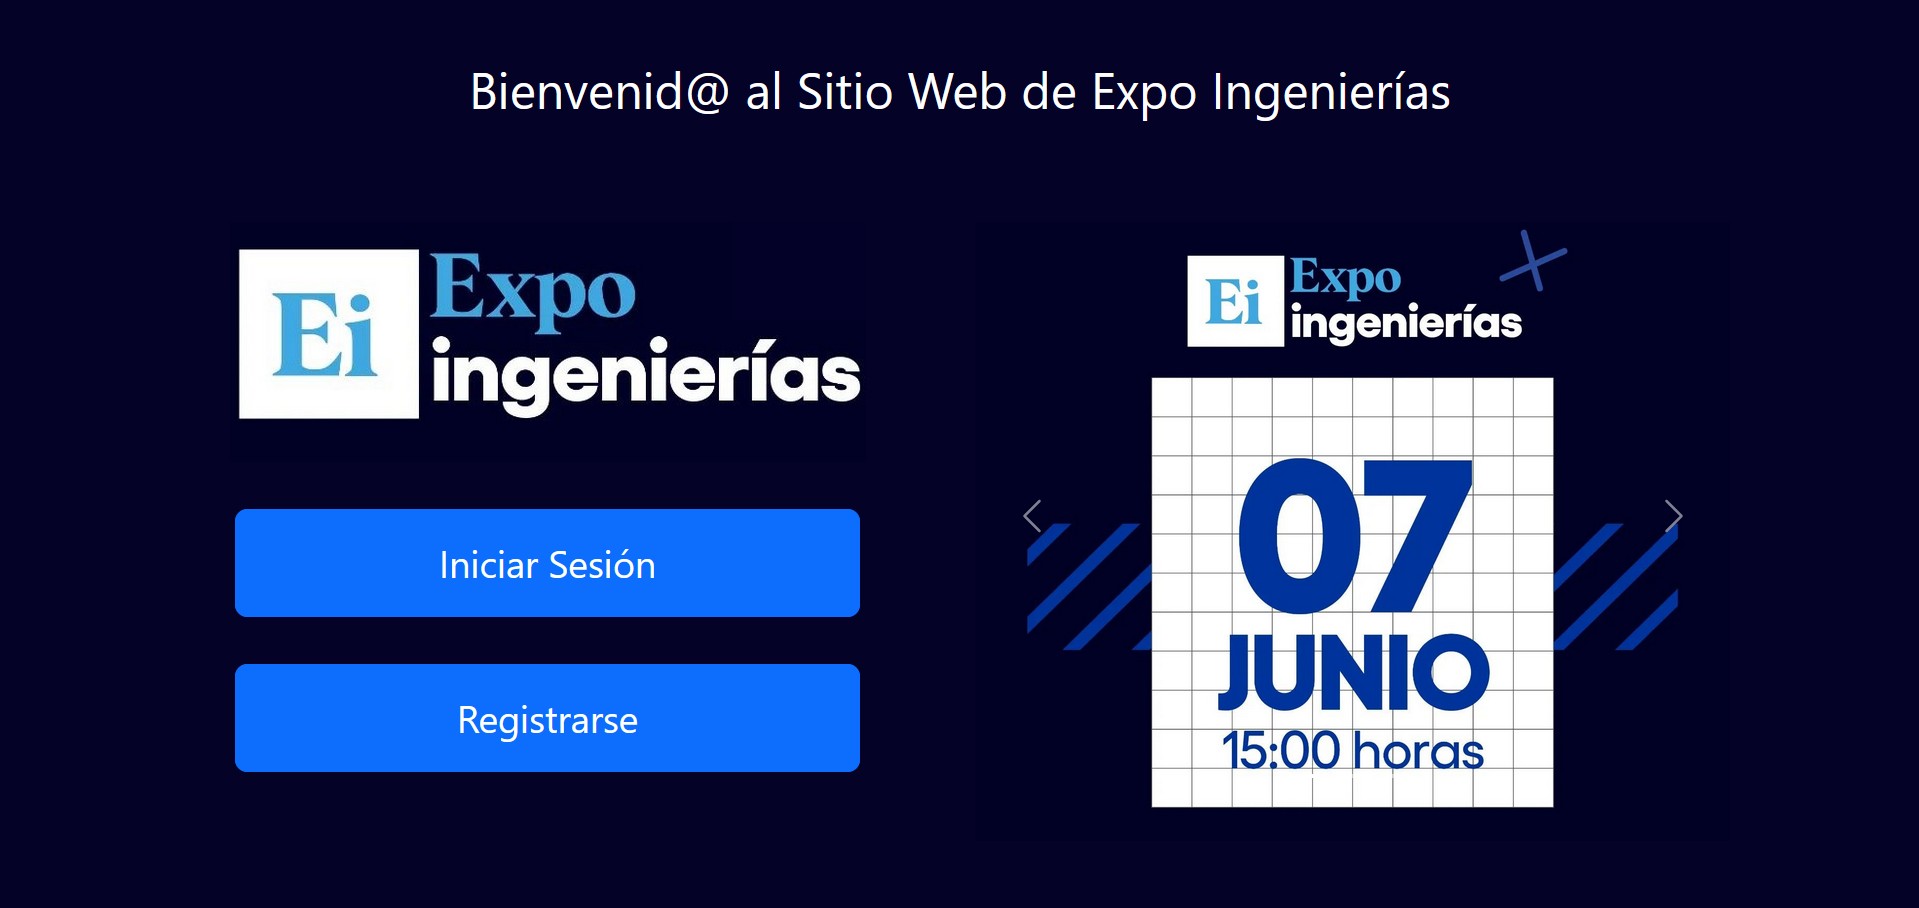 Bienvenid@ al Sitio Web de Expo Ingenierías
Ei
Expo
ingenierías
Iniciar Sesión
Registrarse
Ei
Expo
ingenierías
07
JUNIO
15:00 horas